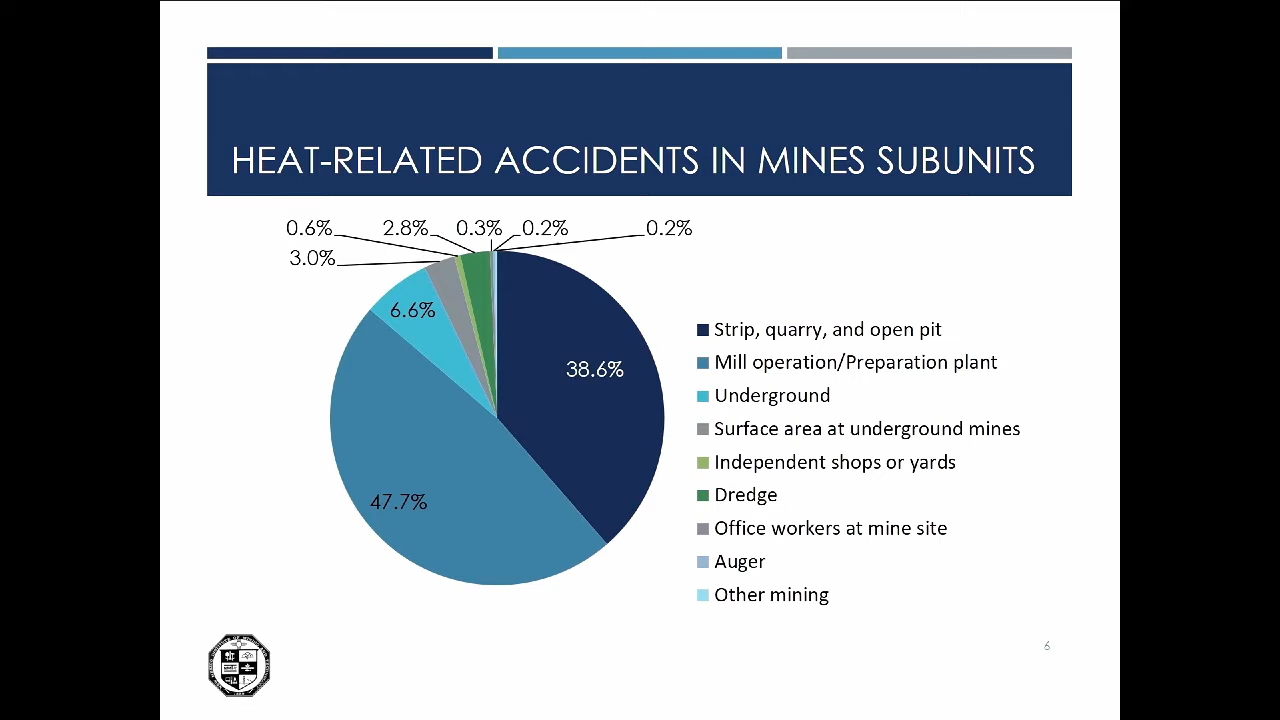 HEAT-RELATED ACCIDENTS IN MINES SUBUNITS
0.6%
2.8%
0.3%
0.2%
0.2%
3.0%
6.6%
38.6%
47.7%
Strip, quarry, and open pit
Mill operation/Preparation plant
Underground
Surface area at underground mines
Independent shops or yards
Dredge
Office workers at mine site
Auger
Other mining
6